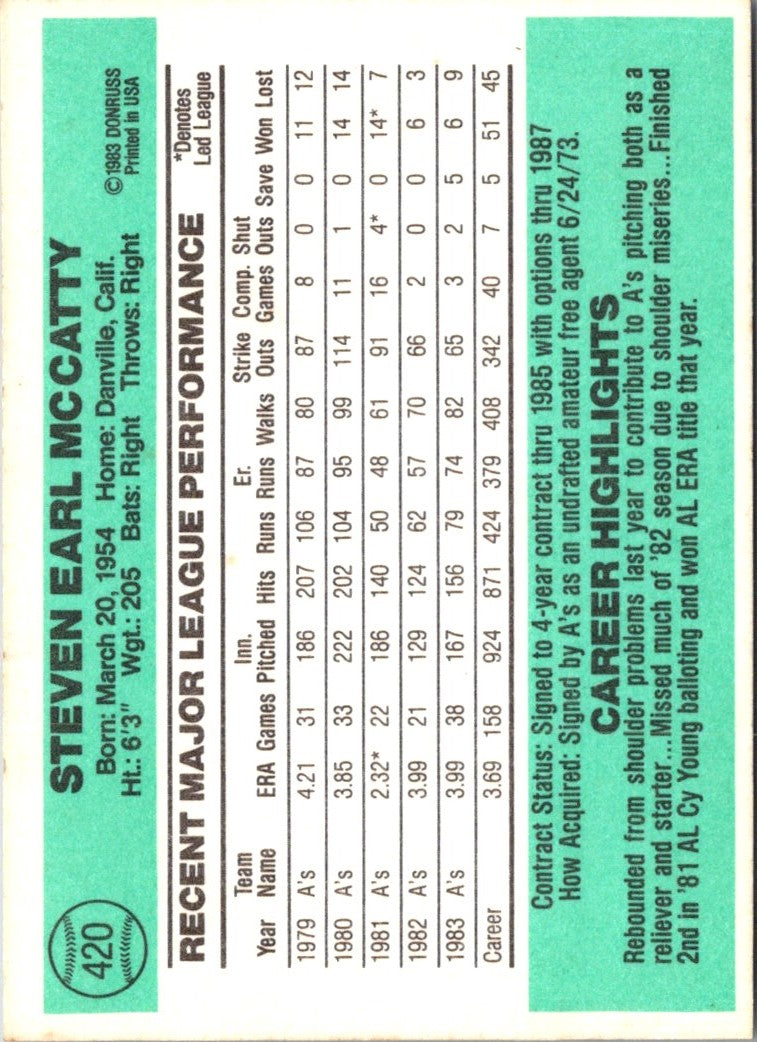 420
STEVEN EARL MC CATTY
Born: March 20, 1954 Home: Danville, Calif.
Ht.: 6'3" Wgt.: 205 Bats: Right Throws: Right
©1983 DONRUSS
Printed in USA
RECENT MAJOR LEAGUE PERFORMANCE
*Denotes
Led League
Team Inn. Er. Strike Comp. Shut
Year Name ERA Games Pitched Hits Runs Runs Walks Outs Games Outs Save Won Lost
1979 A's 4.21 31 186 207 106 87 80 87 8 0 0 11 12
1980 A's 3.85 33 222 202 104 95 99 114 11 1 0 14 14
1981 A's 2.32* 22 186 140 50 48 61 91 16 4* 0 14* 7
1982 A's 3.99 21 129 124 62 57 70 66 2 0 0 6 3
1983 A's 3.99 38 167 156 79 74 82 65 3 2 5 6 9
Career 3.69 158 924 871 424 379 408 342 40 7 5 51 45
Contract Status: Signed to 4-year contract thru 1985 with options thru 1987
How Acquired: Signed by A's as an undrafted amateur free agent 6/24/73.
CAREER HIGHLIGHTS
Rebounded from shoulder problems last year to contribute to A's pitching both as a
reliever and starter...Missed much of '82 season due to shoulder miseries...Finished
2nd in '81 AL Cy Young balloting and won AL ERA title that year.